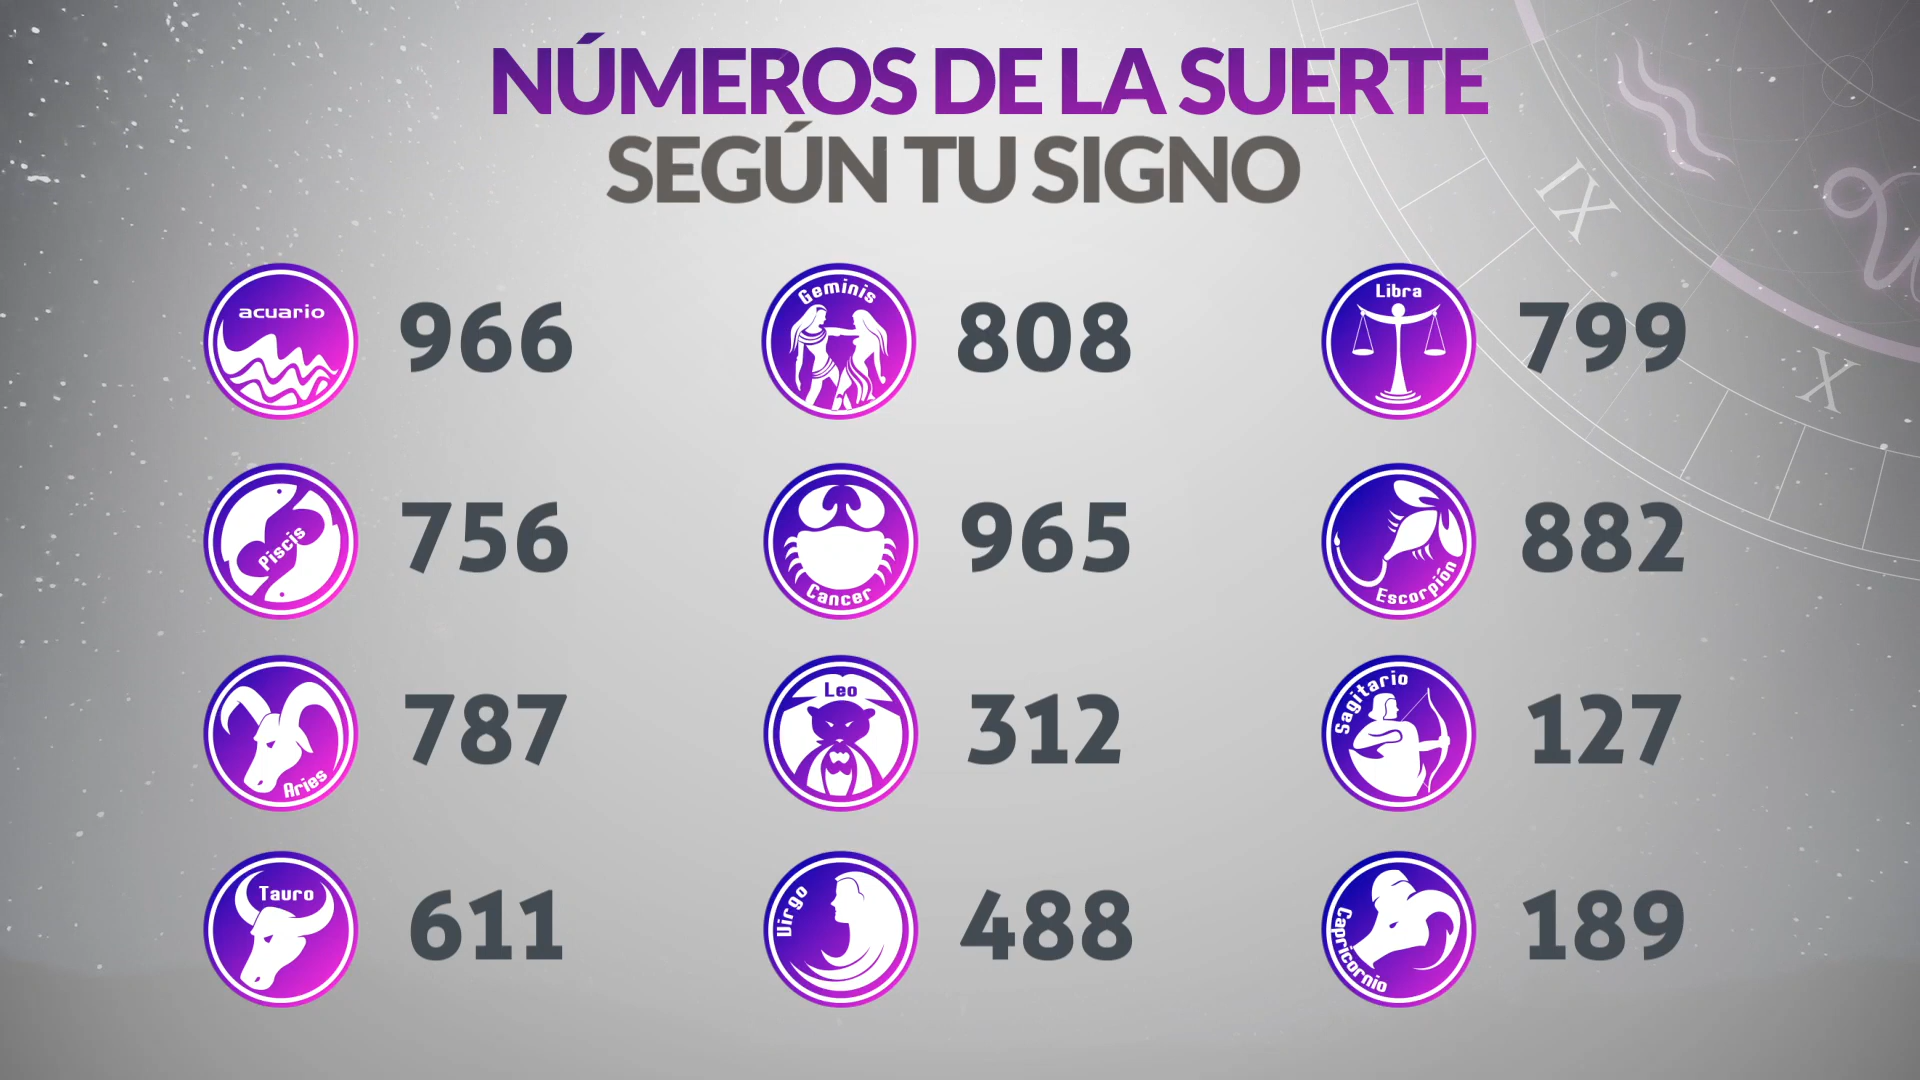 NÚMEROS DE LA SUERTE
SEGÚN TU SIGNO
acuario 966
Geminis 808
Libra 799
Piscis 756
Cancer 965
Escorpión 882
Aries 787
Leo 312
Sagitario 127
Tauro 611
Virgo 488
Capricornio 189
IX
X